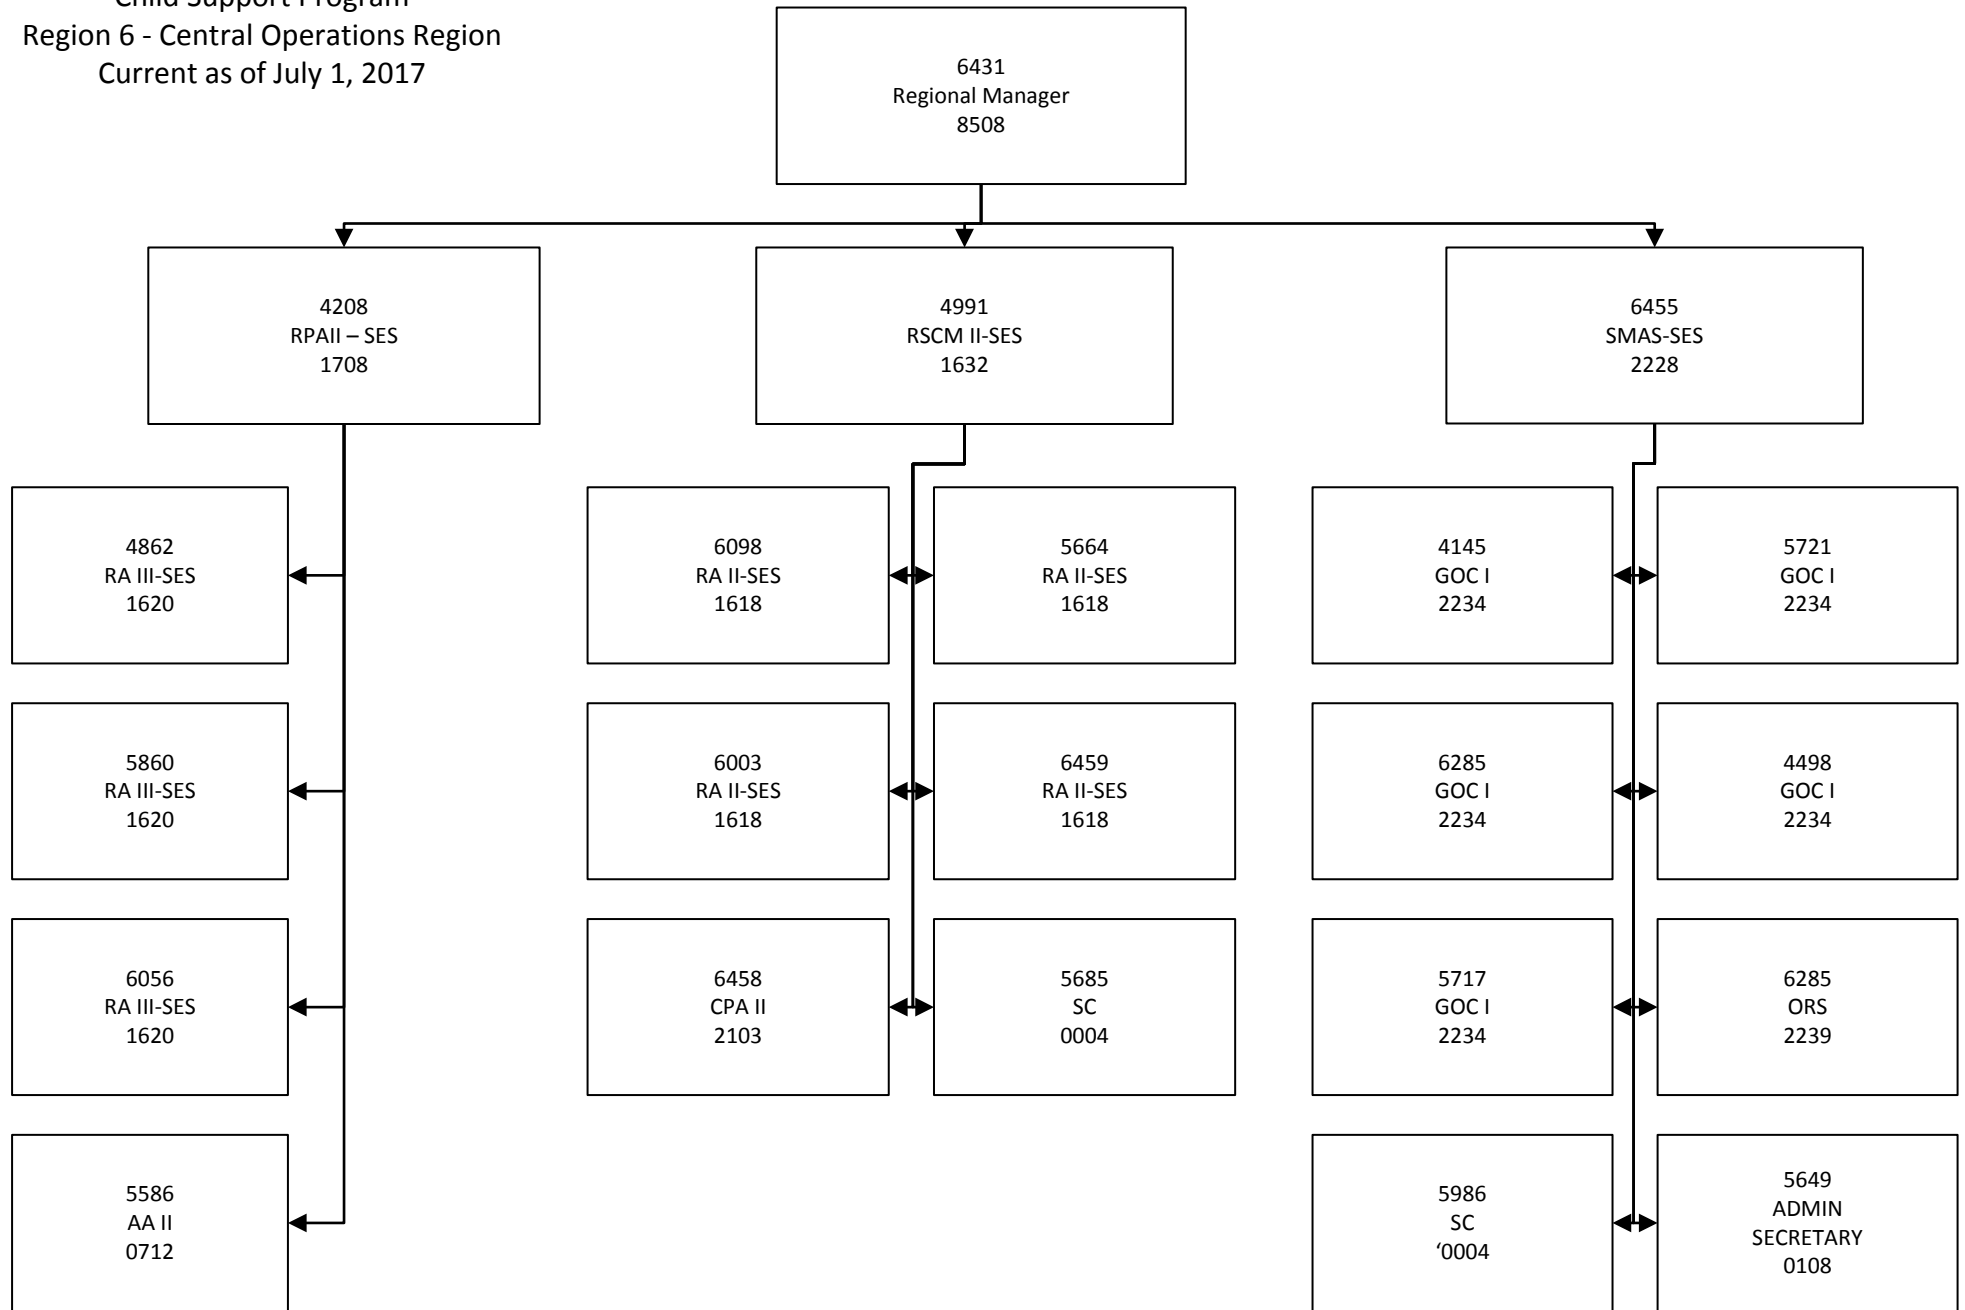 Child Support Program
Region 6 - Central Operations Region
Current as of July 1, 2017
6431
Regional Manager
8508
4208
RPAII – SES
1708
4991
RSCM II-SES
1632
6455
SMAS-SES
2228
4862
RA III-SES
1620
6098
RA II-SES
1618
5664
RA II-SES
1618
4145
GOC I
2234
5721
GOC I
2234
5860
RA III-SES
1620
6003
RA II-SES
1618
6459
RA II-SES
1618
6285
GOC I
2234
4498
GOC I
2234
6056
RA III-SES
1620
6458
CPA II
2103
5685
SC
0004
5717
GOC I
2234
6285
ORS
2239
5586
AA II
0712
5986
SC
‘0004
5649
ADMIN
SECRETARY
0108